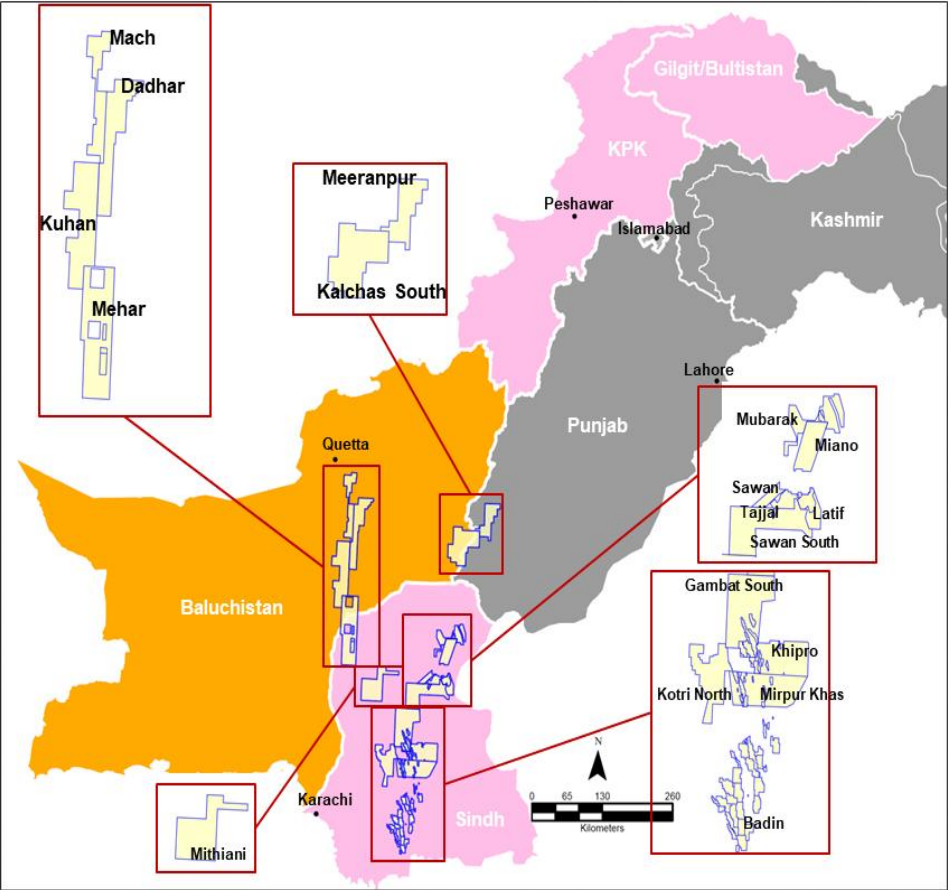 Mach
Dadhar
Kuhan
Mehar
Meeranpur
Kalchas South
Gilgit/Bultistan
KPK
Peshawar
Islamabad
Kashmir
Lahore
Punjab
Quetta
Baluchistan
Mubarak
Miano
Sawan
Tajjal
Latif
Sawan South
Gambat South
Khipro
Kotri North
Mirpur Khas
Badin
Mithiani
Karachi
Sindh
N
0 65 130 260
Kilometers